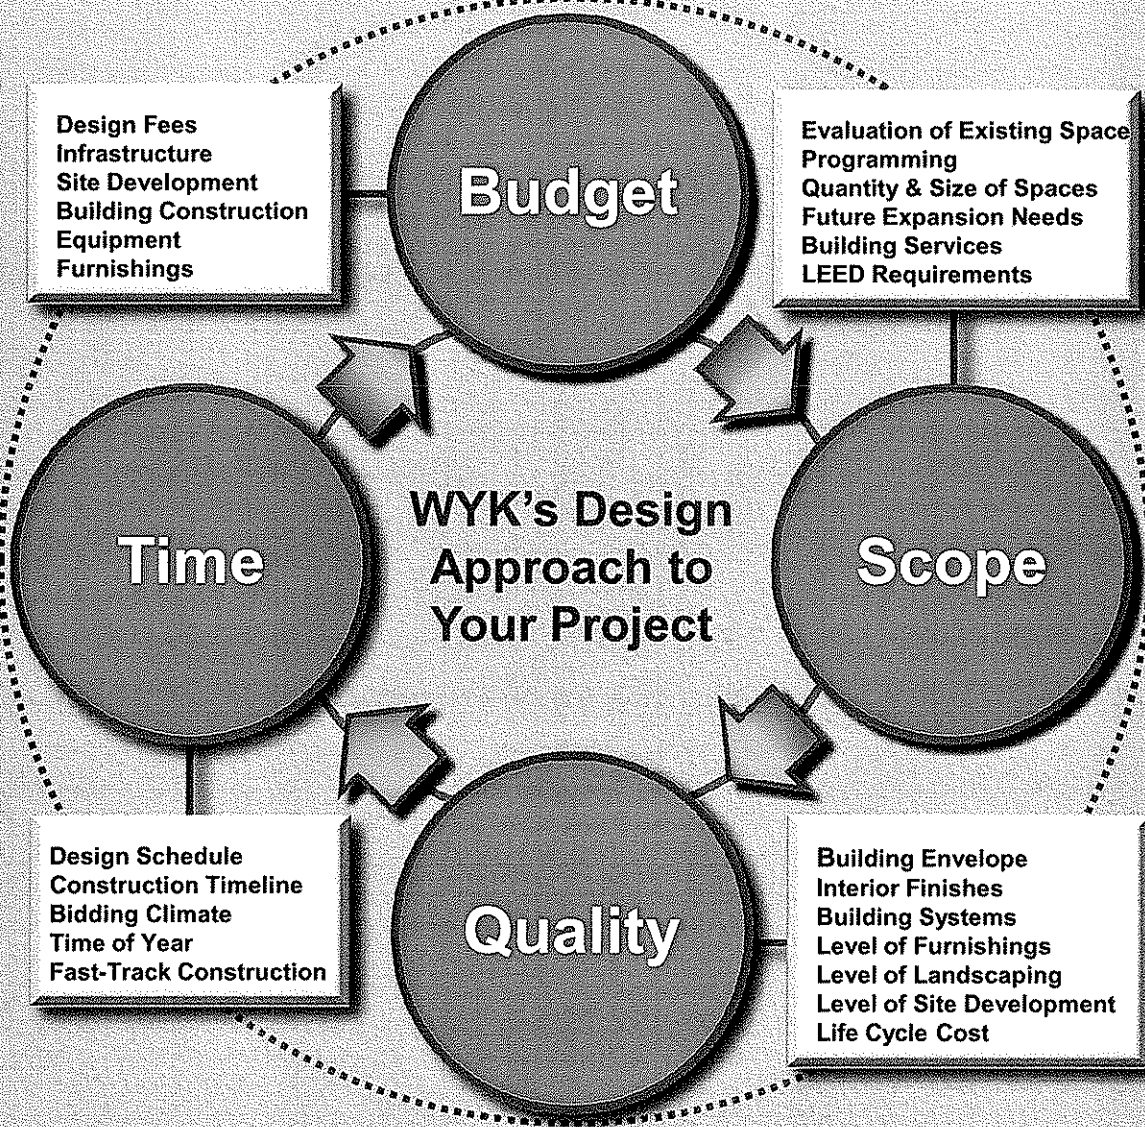 Budget
Design Fees
Infrastructure
Site Development
Building Construction
Equipment
Furnishings
Evaluation of Existing Space
Programming
Quantity & Size of Spaces
Future Expansion Needs
Building Services
LEED Requirements
Scope
Time
WYK's Design
Approach to
Your Project
Quality
Design Schedule
Construction Timeline
Bidding Climate
Time of Year
Fast-Track Construction
Building Envelope
Interior Finishes
Building Systems
Level of Furnishings
Level of Landscaping
Level of Site Development
Life Cycle Cost